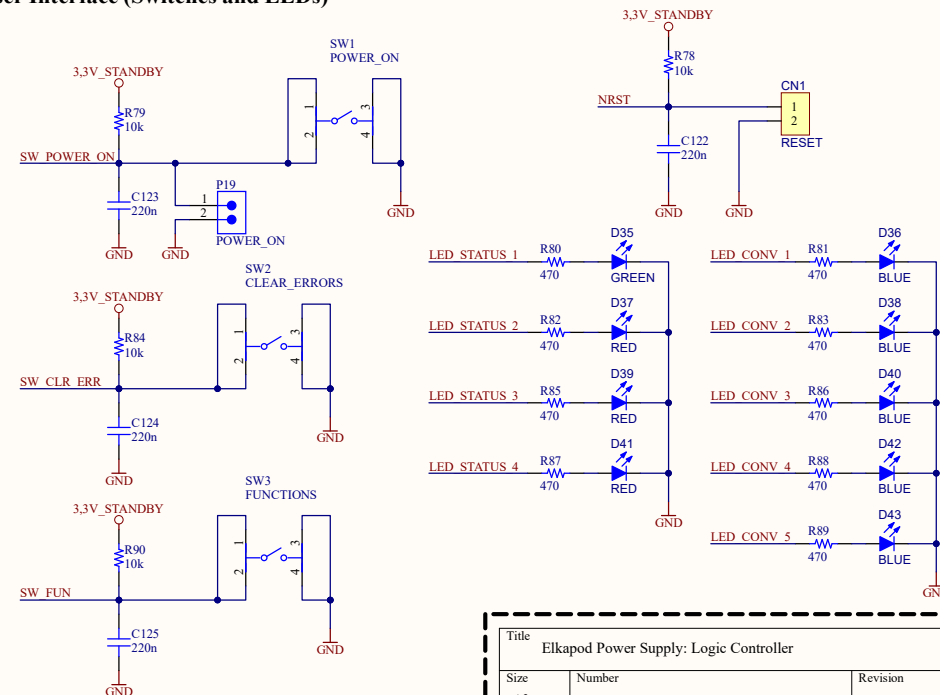 ser Interface (Switches and LEDs)
SW1
POWER_ON
3,3V_STANDBY
R79
10k
1
2
3
4
SW_POWER_ON
C123
220n
P19
1
2
POWER_ON
GND
GND
GND
3,3V_STANDBY
R78
10k
NRST
CN1
1
2
RESET
C122
220n
GND
GND
SW2
CLEAR_ERRORS
3,3V_STANDBY
R84
10k
1
2
3
4
SW_CLR_ERR
C124
220n
GND
GND
SW3
FUNCTIONS
3,3V_STANDBY
R90
10k
1
2
3
4
SW_FUN
C125
220n
GND
GND
LED_STATUS_1
R80
470
D35
GREEN
LED_STATUS_2
R82
470
D37
RED
LED_STATUS_3
R85
470
D39
RED
LED_STATUS_4
R87
470
D41
RED
GND
LED_CONV_1
R81
470
D36
BLUE
LED_CONV_2
R83
470
D38
BLUE
LED_CONV_3
R86
470
D40
BLUE
LED_CONV_4
R88
470
D42
BLUE
LED_CONV_5
R89
470
D43
BLUE
GN
Title
Elkapod Power Supply: Logic Controller
Size
Number
Revision